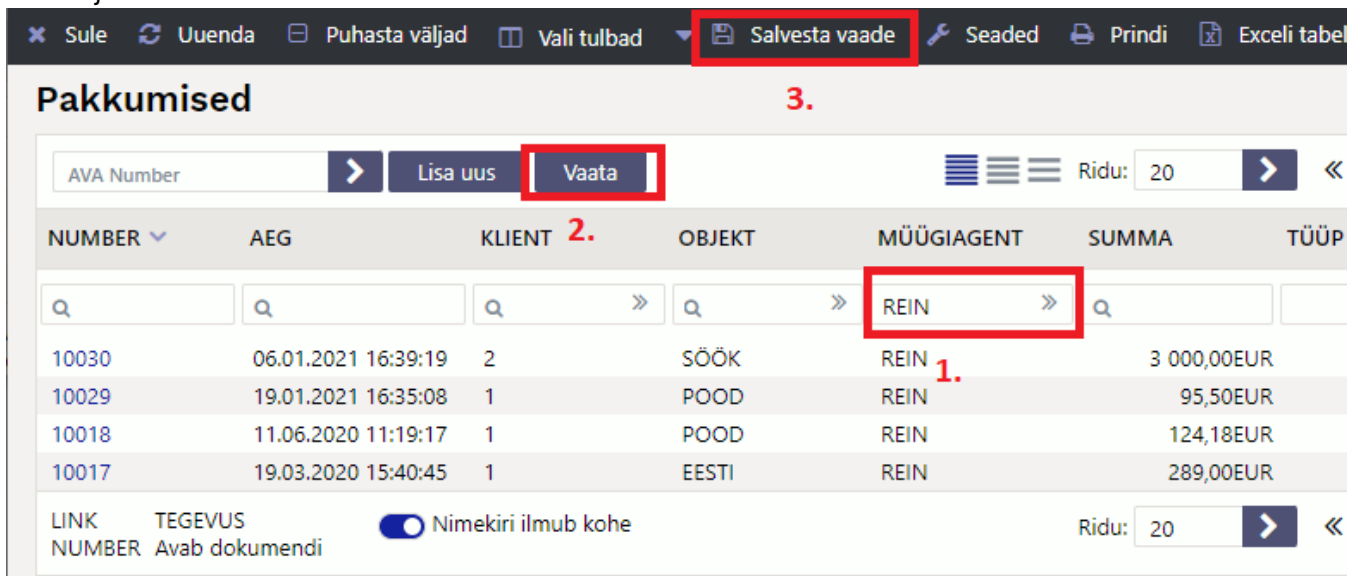 Sule Uuenda Puhasta väljad Vali tulbad Salvesta vaade Seaded Prindi Exceli tabel
Pakkumised 3.
AVA Number Lisa uus Vaata Ridu: 20
NUMBER AEG KLIENT 2. OBJEKT MÜÜGIAGENT SUMMA TÜÜP
REIN
10030 06.01.2021 16:39:19 2 SÖÖK REIN 1. 3 000,00EUR
10029 19.01.2021 16:35:08 1 POOD REIN 95,50EUR
10018 11.06.2020 11:19:17 1 POOD REIN 124,18EUR
10017 19.03.2020 15:40:45 1 EESTI REIN 289,00EUR
LINK TEGEVUS Nimekiri ilmub kohe Ridu: 20
NUMBER Avab dokumendi